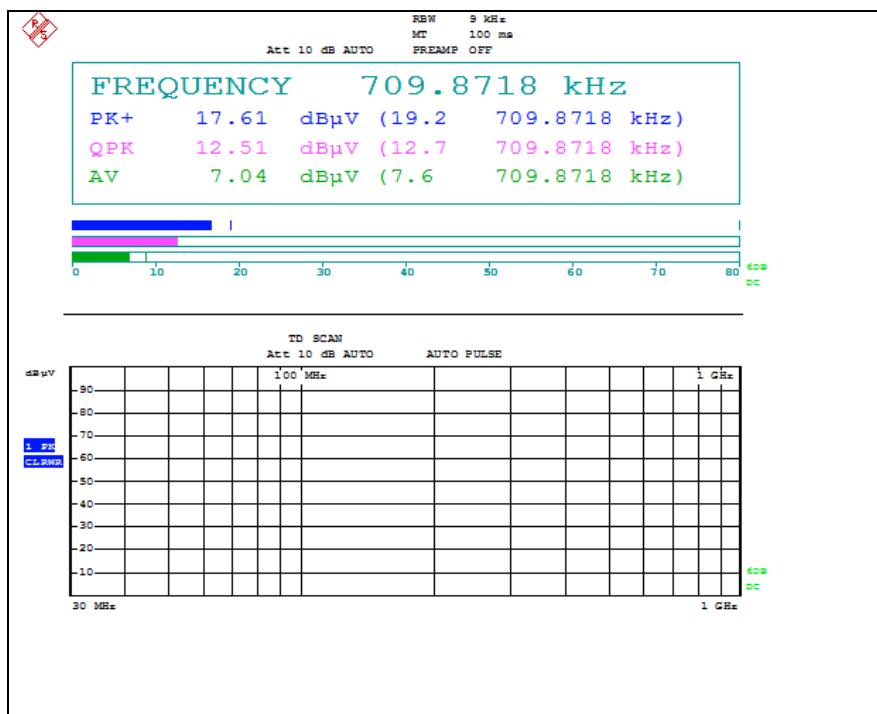 R S
RBW 9 kHz
MT 100 ms
Att 10 dB AUTO PREAMP OFF
FREQUENCY 709.8718 kHz
PK+ 17.61 dBµV (19.2 709.8718 kHz)
QPK 12.51 dBµV (12.7 709.8718 kHz)
AV 7.04 dBµV (7.6 709.8718 kHz)
0 10 20 30 40 50 60 70 80
6DB
DC
TD SCAN
Att 10 dB AUTO AUTO PULSE
dBµV
100 MHz 1 GHz
90
80
70
1 PK
60
CLRWR
50
40
30
20
10
6DB
DC
30 MHz 1 GHz